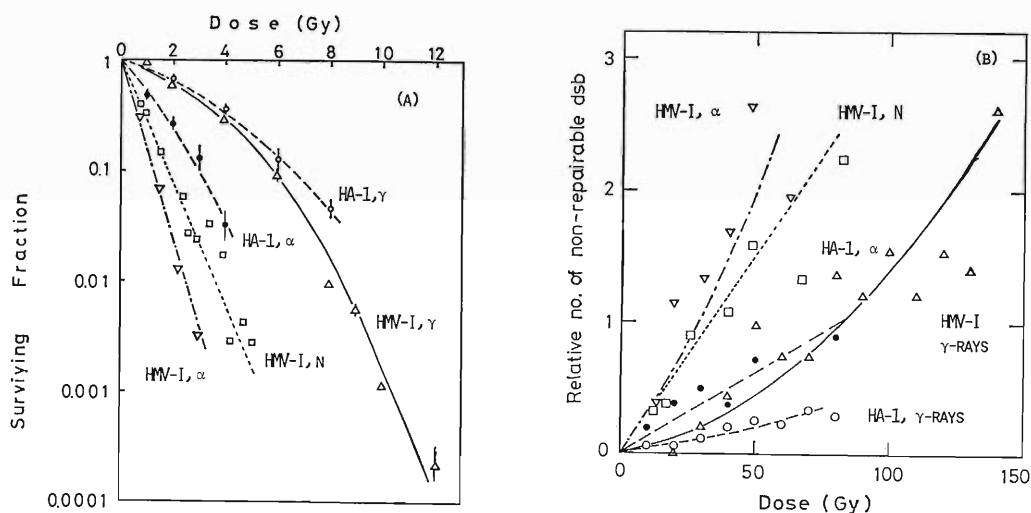 Dose (Gy)
0 2 4 6 8 10 12
1
(A)
0.1
HA-1,γ
HA-1,α
0.01
HMV-I,γ
HMV-I,N
HMV-I,α
0.001
0.0001
Surviying Fraction
(B)
3
HMV-I, α
HMV-I, N
2
HA-1, α
1
HMV-I
γ-RAYS
HA-1, γ-RAYS
0
0 50 100 150
Dose (Gy)
Relative no. of non-repairable dsb